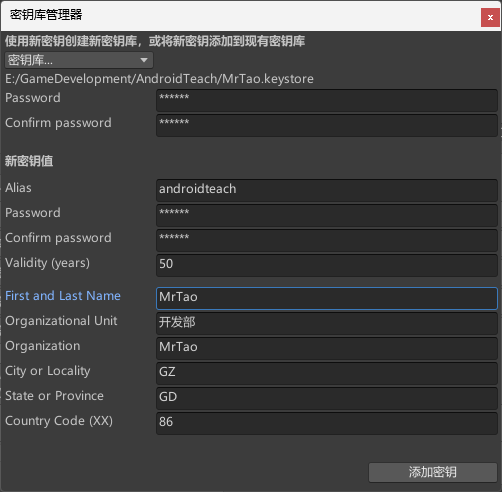 密钥库管理器
x
使用新密钥创建新密钥库，或将新密钥添加到现有密钥库
密钥库...
E:/GameDevelopment/AndroidTeach/MrTao.keystore
Password ******
Confirm password ******
新密钥值
Alias androidteach
Password ******
Confirm password ******
Validity (years) 50
First and Last Name MrTao
Organizational Unit 开发部
Organization MrTao
City or Locality GZ
State or Province GD
Country Code (XX) 86
添加密钥